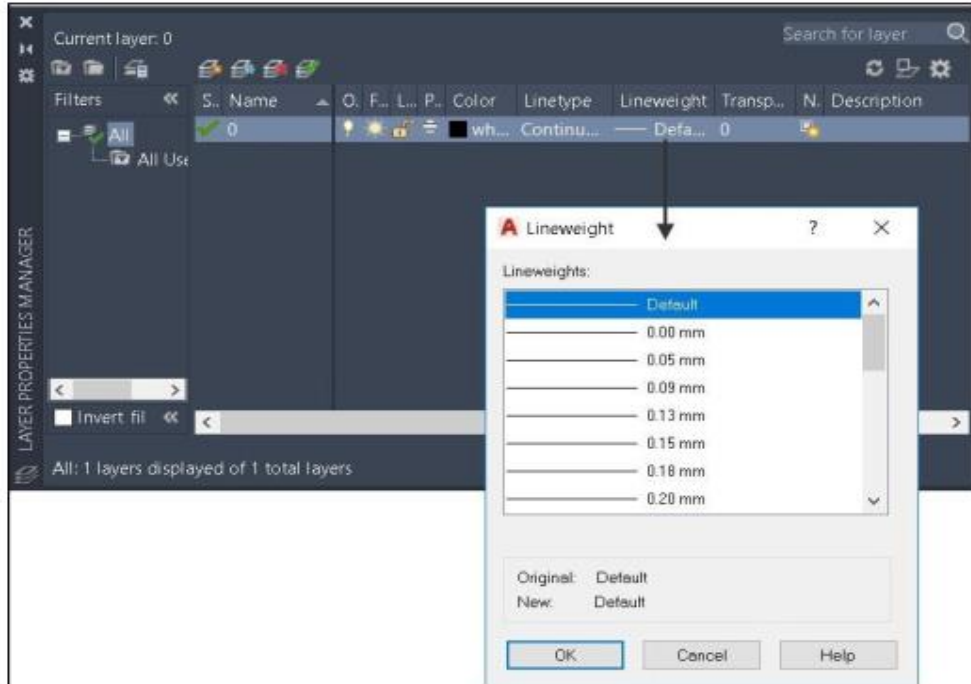 Current layer: 0
Search for layer
Filters « S.. Name O. F... L... P.. Color Linetype Lineweight Transp... N. Description
All
0 wh... Continu... Defa... 0
All Use
LAYER PROPERTIES MANAGER
Invert fil «
All: 1 layers displayed of 1 total layers
A Lineweight ? ×
Lineweights:
Default
0.00 mm
0.05 mm
0.09 mm
0.13 mm
0.15 mm
0.18 mm
0.20 mm
Original: Default
New: Default
OK Cancel Help